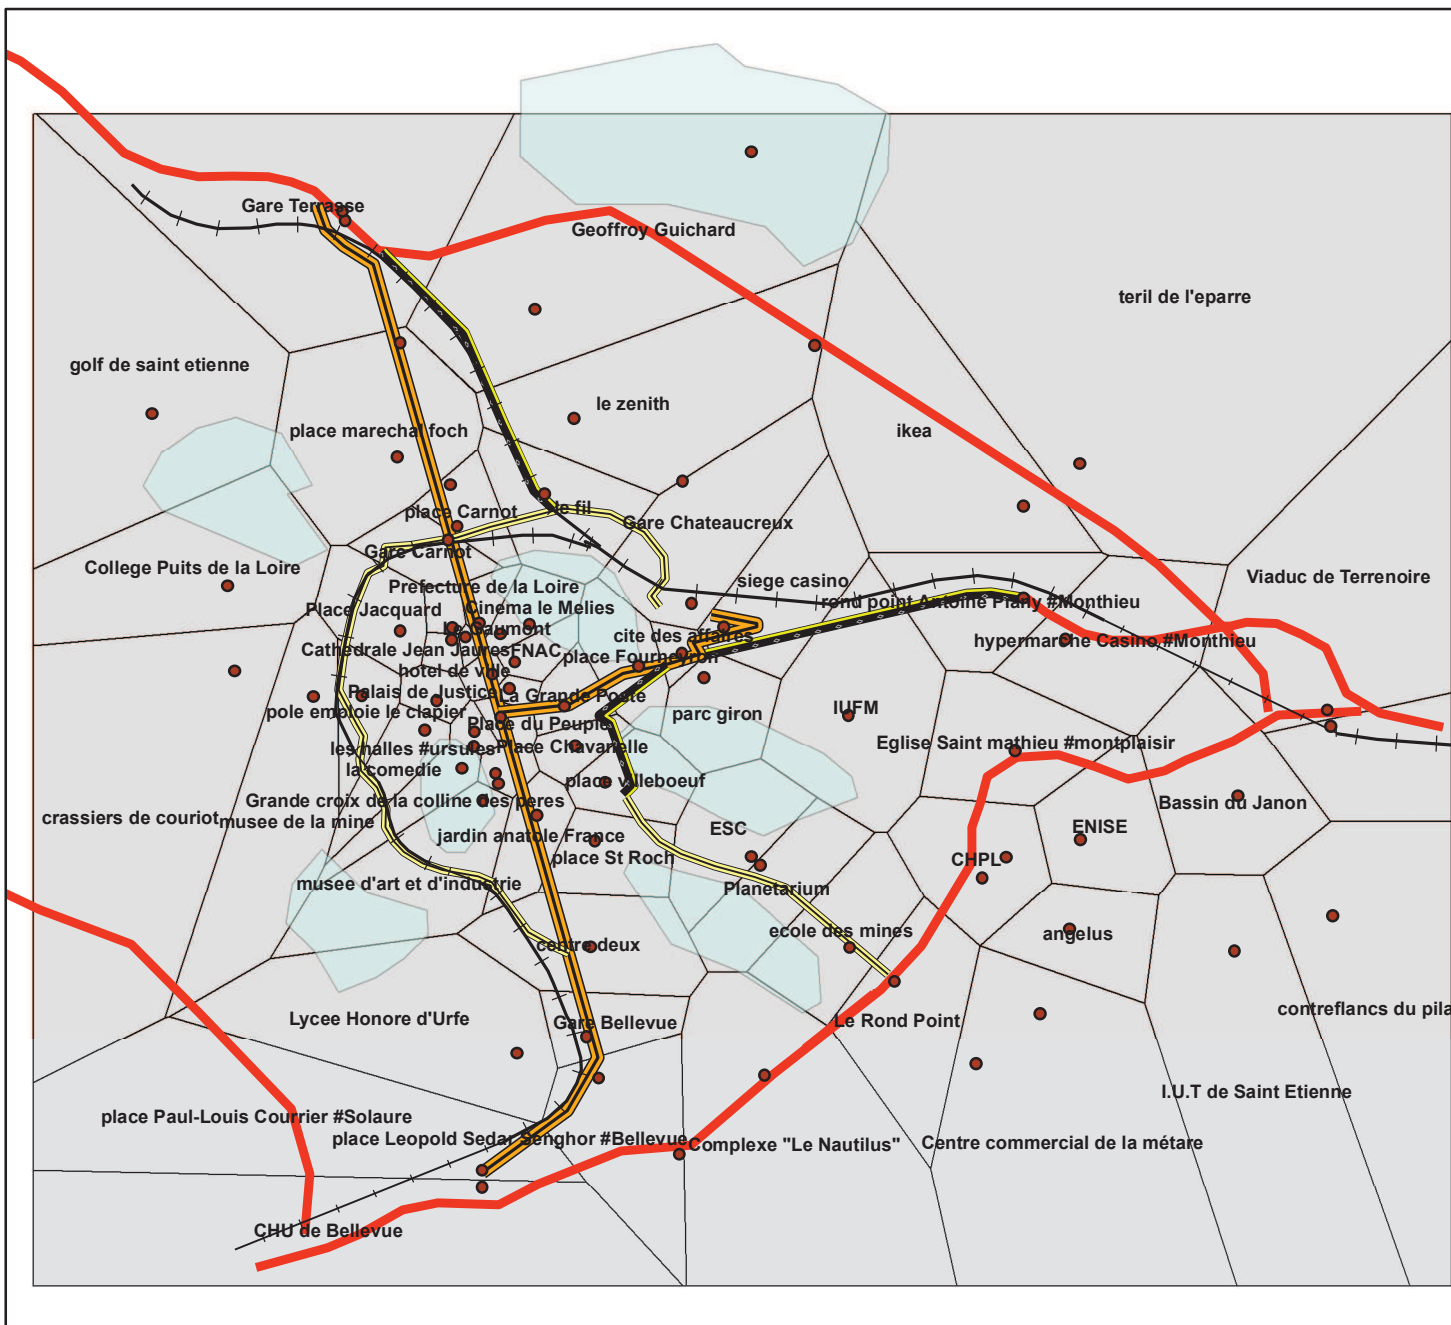 Gare Terrasse
Geoffroy Guichard
teril de l'eparre
golf de saint etienne
le zenith
place marechal foch
ikea
place Carnot
le fil
Gare Chateaucreux
Gare Carnot
College Puits de la Loire
Prefecture de la Loire
siege casino
Viaduc de Terrenoire
Place Jacquard
Cinema le Melies
rond point Antoine Piany #Monthieu
Le Gaumont
cite des affaires
hypermarche Casino #Monthieu
Cathedrale Jean Jaures
FNAC
place Fourneyron
hotel de ville
Palais de Justice
La Grande Poste
pole emploie le clapier
Place du Peuple
parc giron
IUFM
les halles #ursules
Place Chavanelle
Eglise Saint mathieu #montplaisir
la comedie
place villeboeuf
Grande croix de la colline des peres
Bassin du Janon
crassiers de couriot
musee de la mine
jardin anatole France
ESC
ENISE
place St Roch
CHPL
musee d'art et d'industrie
Planetarium
centre deux
ecole des mines
angelus
Lycee Honore d'Urfe
Gare Bellevue
Le Rond Point
contreflancs du pila
I.U.T de Saint Etienne
place Paul-Louis Courrier #Solaure
place Leopold Sedar Senghor #Bellevue
Complexe "Le Nautilus"
Centre commercial de la métare
CHU de Bellevue